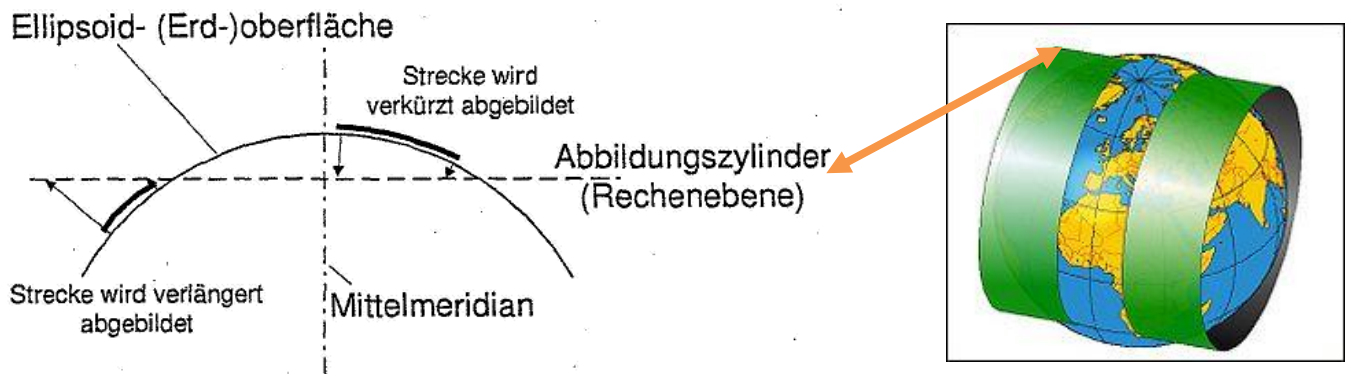 Ellipsoid- (Erd-)oberfläche
Strecke wird
verkürzt abgebildet
Abbildungszylinder
(Rechenebene)
Strecke wird verlängert
abgebildet
Mittelmeridian